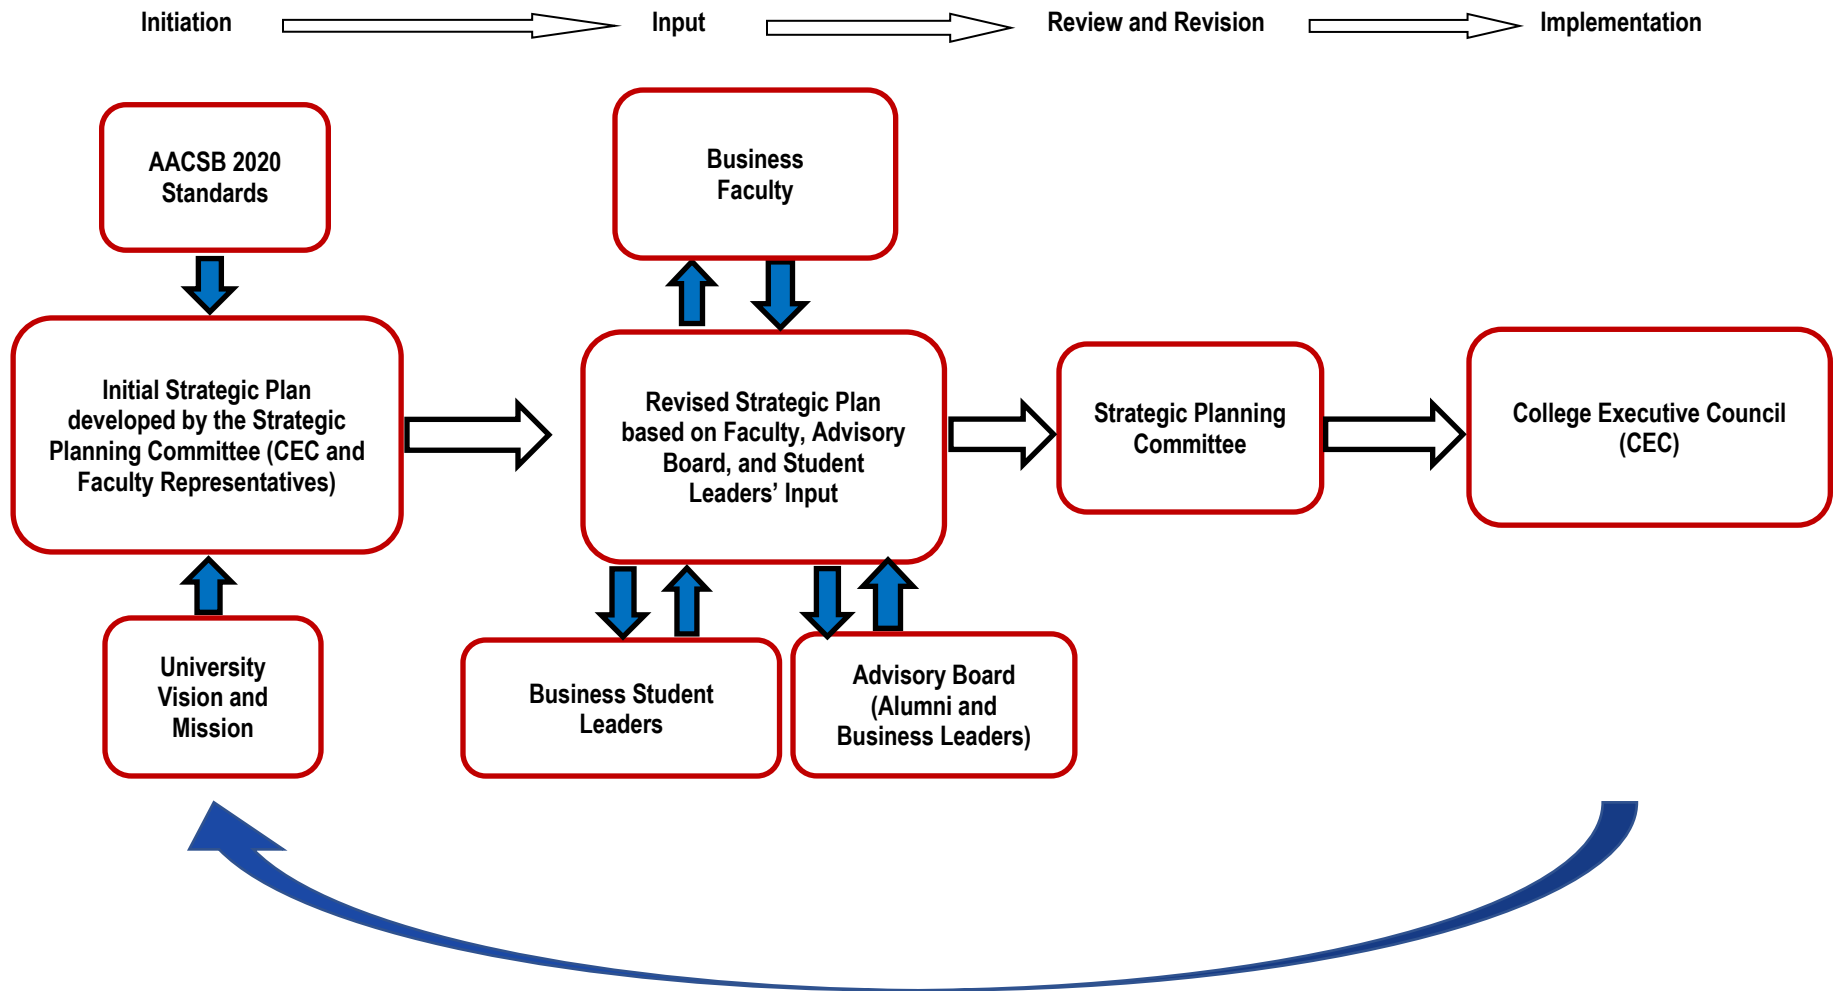 Initiation
Input
Review and Revision
Implementation
AACSB 2020
Standards
Business
Faculty
Initial Strategic Plan
developed by the Strategic
Planning Committee (CEC and
Faculty Representatives)
Revised Strategic Plan
based on Faculty, Advisory
Board, and Student
Leaders’ Input
Strategic Planning
Committee
College Executive Council
(CEC)
University
Vision and
Mission
Business Student
Leaders
Advisory Board
(Alumni and
Business Leaders)